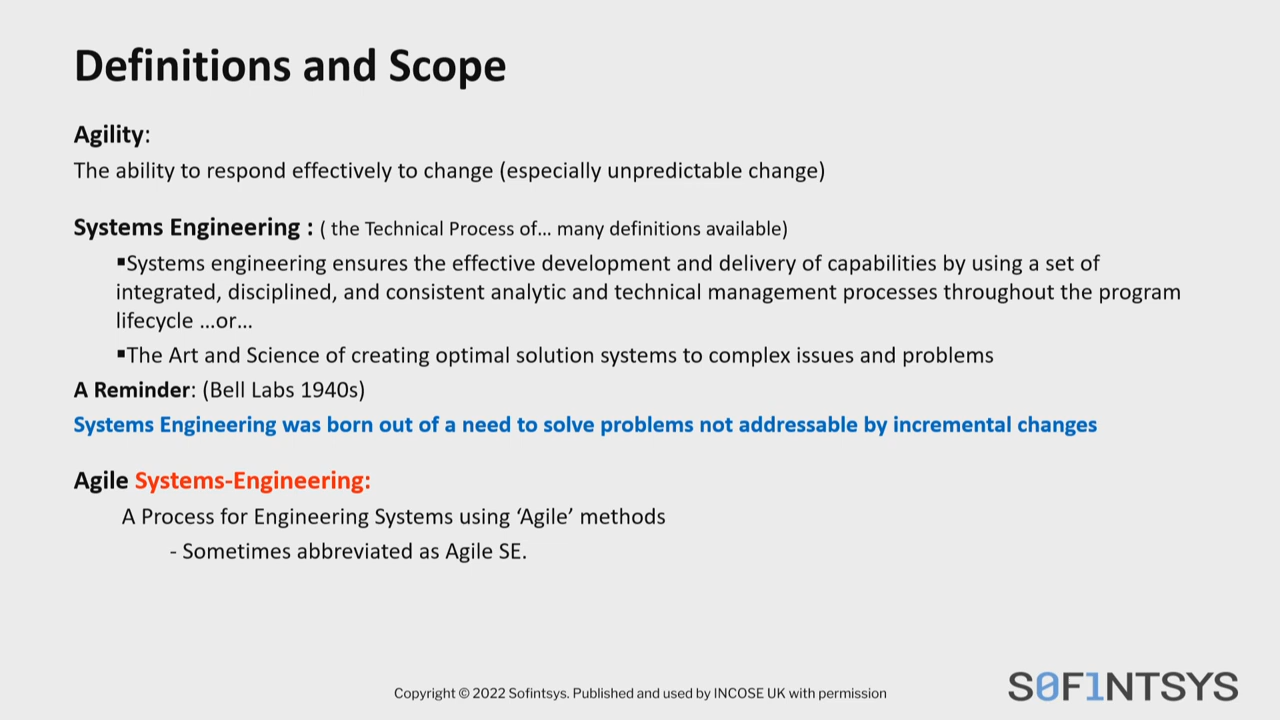 Definitions and Scope
Agility:
The ability to respond effectively to change (especially unpredictable change)
Systems Engineering : ( the Technical Process of... many definitions available)
▪Systems engineering ensures the effective development and delivery of capabilities by using a set of
integrated, disciplined, and consistent analytic and technical management processes throughout the program
lifecycle ...or...
▪The Art and Science of creating optimal solution systems to complex issues and problems
A Reminder: (Bell Labs 1940s)
Systems Engineering was born out of a need to solve problems not addressable by incremental changes
Agile Systems-Engineering:
A Process for Engineering Systems using ‘Agile’ methods
- Sometimes abbreviated as Agile SE.
Copyright © 2022 Sofintsys. Published and used by INCOSE UK with permission
S0F1NTSYS